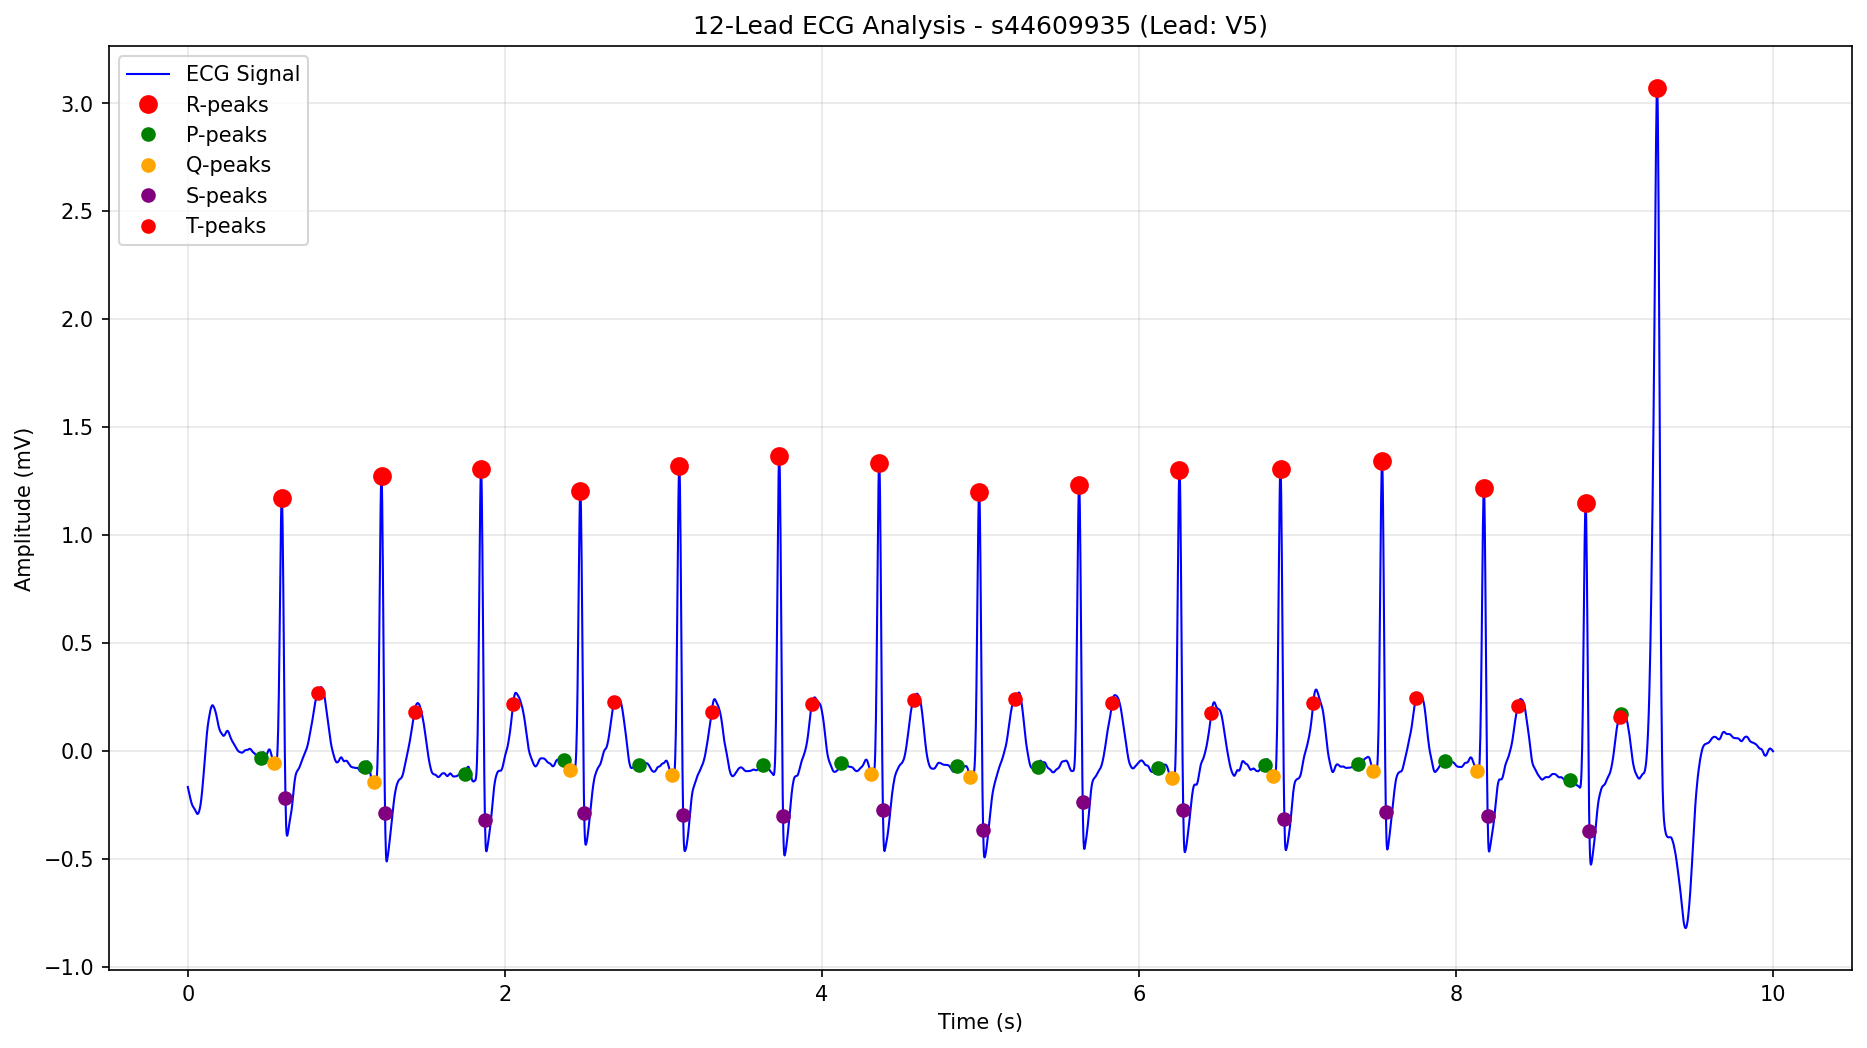 12-Lead ECG Analysis - s44609935 (Lead: V5)
ECG Signal
R-peaks
P-peaks
Q-peaks
S-peaks
T-peaks
Amplitude (mV)
3.0
2.5
2.0
1.5
1.0
0.5
0.0
−0.5
−1.0
0 2 4 6 8 10
Time (s)